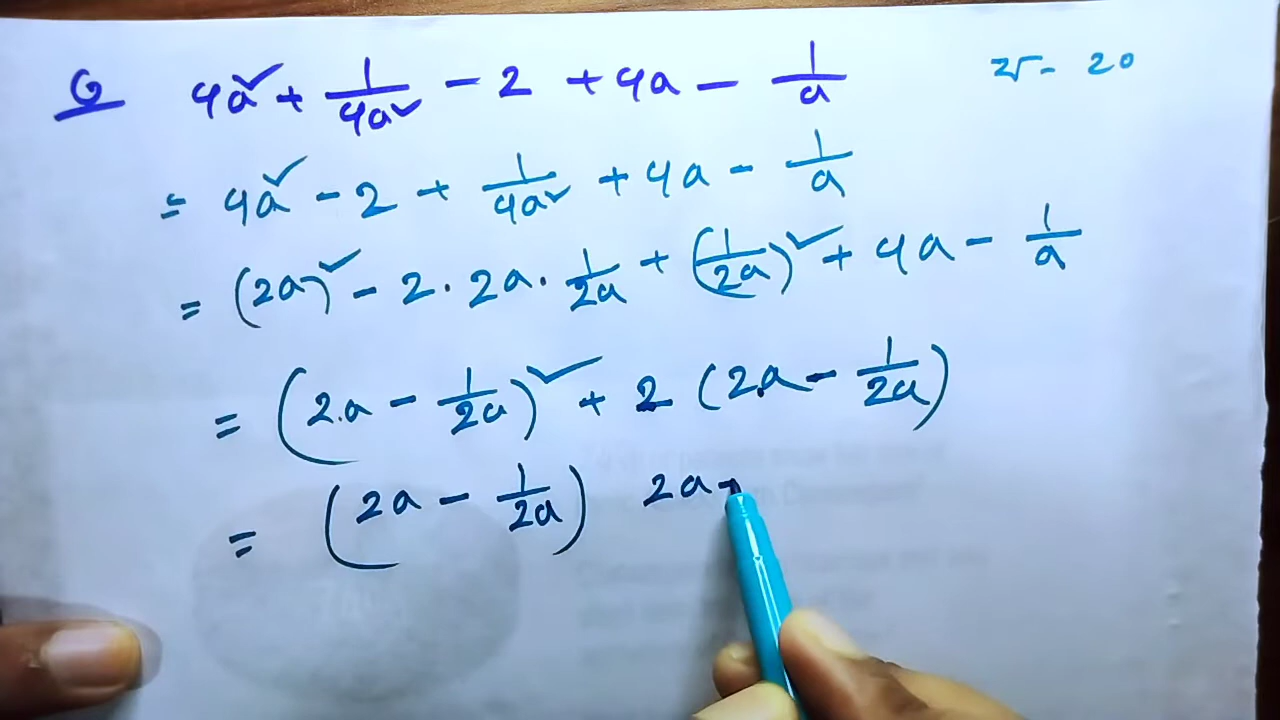 Q 4a² + 1/4a² - 2 + 4a - 1/a
= 4a² - 2 + 1/4a² + 4a - 1/a
= (2a)² - 2 · 2a · 1/2a + (1/2a)² + 4a - 1/a
= (2a - 1/2a)² + 2 (2a - 1/2a)
= (2a - 1/2a) 2a -